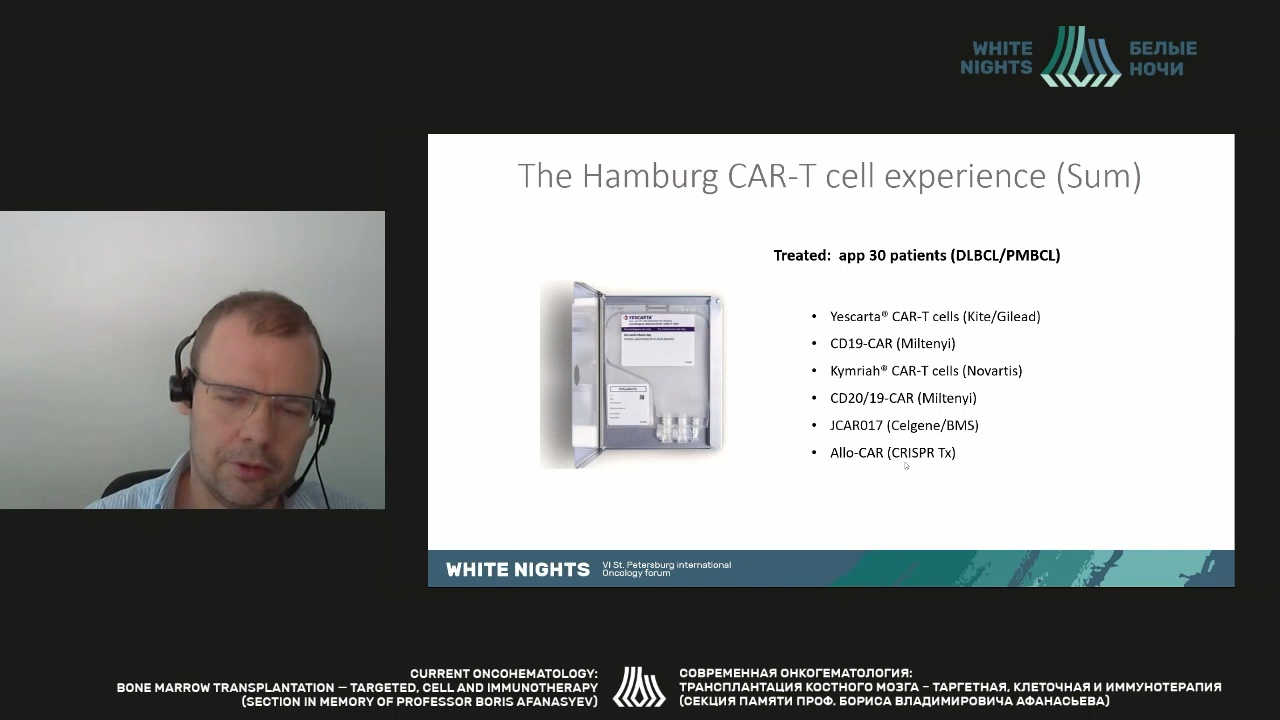 WHITE
NIGHTS
БЕЛЫЕ
НОЧИ
The Hamburg CAR-T cell experience (Sum)
Treated: app 30 patients (DLBCL/PMBCL)
YESCARTA
• Yescarta® CAR-T cells (Kite/Gilead)
• CD19-CAR (Miltenyi)
• Kymriah® CAR-T cells (Novartis)
• CD20/19-CAR (Miltenyi)
• JCAR017 (Celgene/BMS)
• Allo-CAR (CRISPR Tx)
WHITE NIGHTS
VI St. Petersburg international
Oncology forum
CURRENT ONCOHEMATOLOGY:
BONE MARROW TRANSPLANTATION – TARGETED, CELL AND IMMUNOTHERAPY
(SECTION IN MEMORY OF PROFESSOR BORIS AFANASYEV)
СОВРЕМЕННАЯ ОНКОГЕМАТОЛОГИЯ:
ТРАНСПЛАНТАЦИЯ КОСТНОГО МОЗГА – ТАРГЕТНАЯ, КЛЕТОЧНАЯ И ИММУНОТЕРАПИЯ
(СЕКЦИЯ ПАМЯТИ ПРОФ. БОРИСА ВЛАДИМИРОВИЧА АФАНАСЬЕВА)